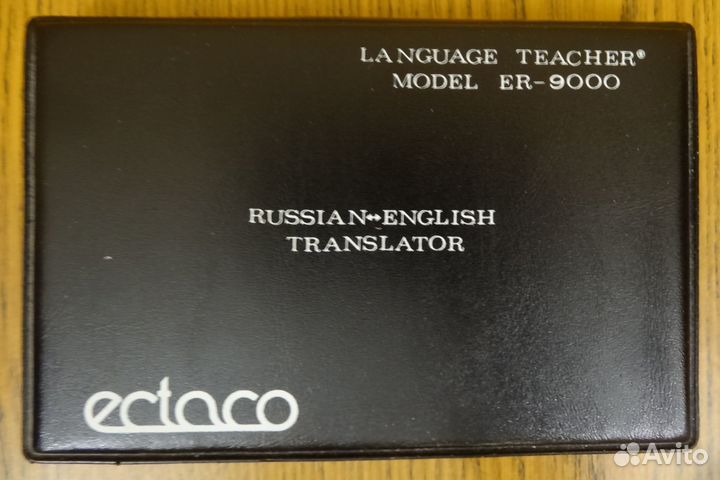 LANGUAGE TEACHER®
MODEL ER-9000
RUSSIAN↔ENGLISH
TRANSLATOR
ectaco
Avito